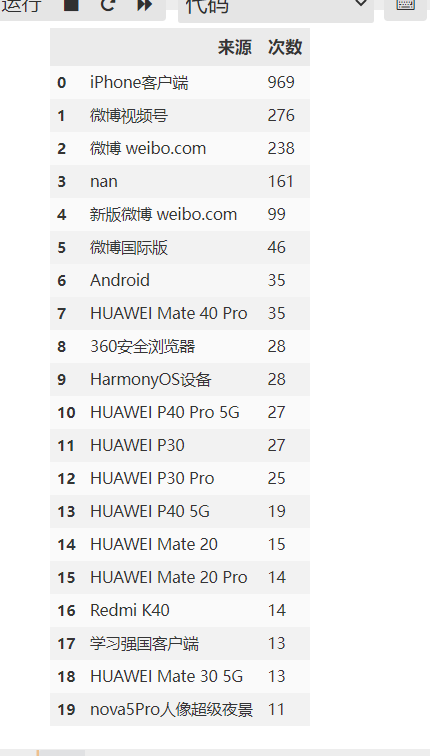 运行 代码
来源 次数
0 iPhone客户端 969
1 微博视频号 276
2 微博 weibo.com 238
3 nan 161
4 新版微博 weibo.com 99
5 微博国际版 46
6 Android 35
7 HUAWEI Mate 40 Pro 35
8 360安全浏览器 28
9 HarmonyOS设备 28
10 HUAWEI P40 Pro 5G 27
11 HUAWEI P30 27
12 HUAWEI P30 Pro 25
13 HUAWEI P40 5G 19
14 HUAWEI Mate 20 15
15 HUAWEI Mate 20 Pro 14
16 Redmi K40 14
17 学习强国客户端 13
18 HUAWEI Mate 30 5G 13
19 nova5Pro人像超级夜景 11